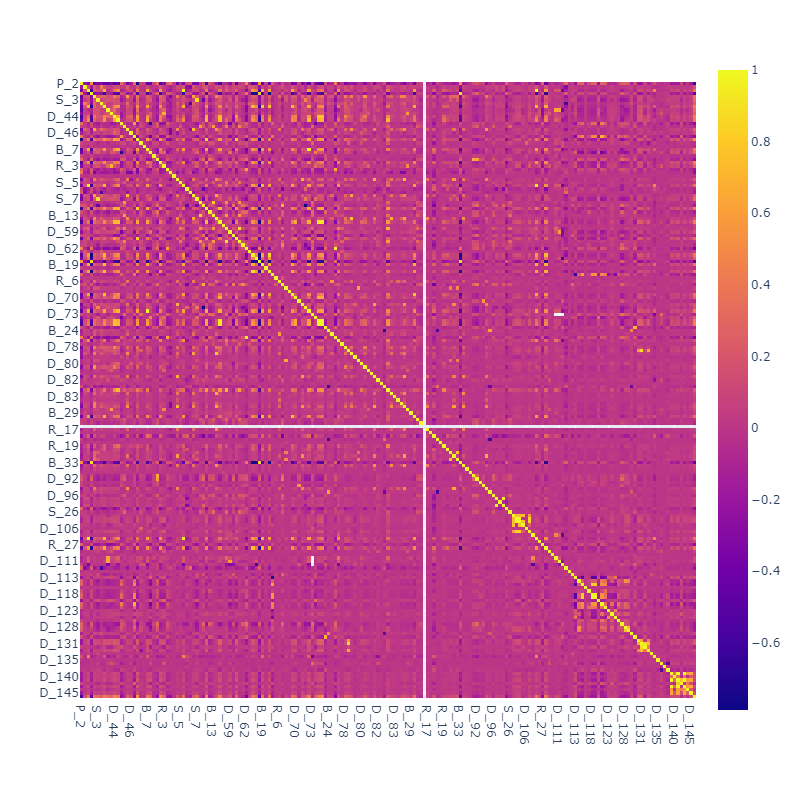 P_2
S_3
D_44
D_46
B_7
R_3
S_5
S_7
B_13
D_59
D_62
B_19
R_6
D_70
D_73
B_24
D_78
D_80
D_82
D_83
B_29
R_17
R_19
B_33
D_92
D_96
S_26
D_106
R_27
D_111
D_113
D_118
D_123
D_128
D_131
D_135
D_140
D_145
P_2
S_3
D_44
D_46
B_7
R_3
S_5
S_7
B_13
D_59
D_62
B_19
R_6
D_70
D_73
B_24
D_78
D_80
D_82
D_83
B_29
R_17
R_19
B_33
D_92
D_96
S_26
D_106
R_27
D_111
D_113
D_118
D_123
D_128
D_131
D_135
D_140
D_145
1
0.8
0.6
0.4
0.2
0
−0.2
−0.4
−0.6